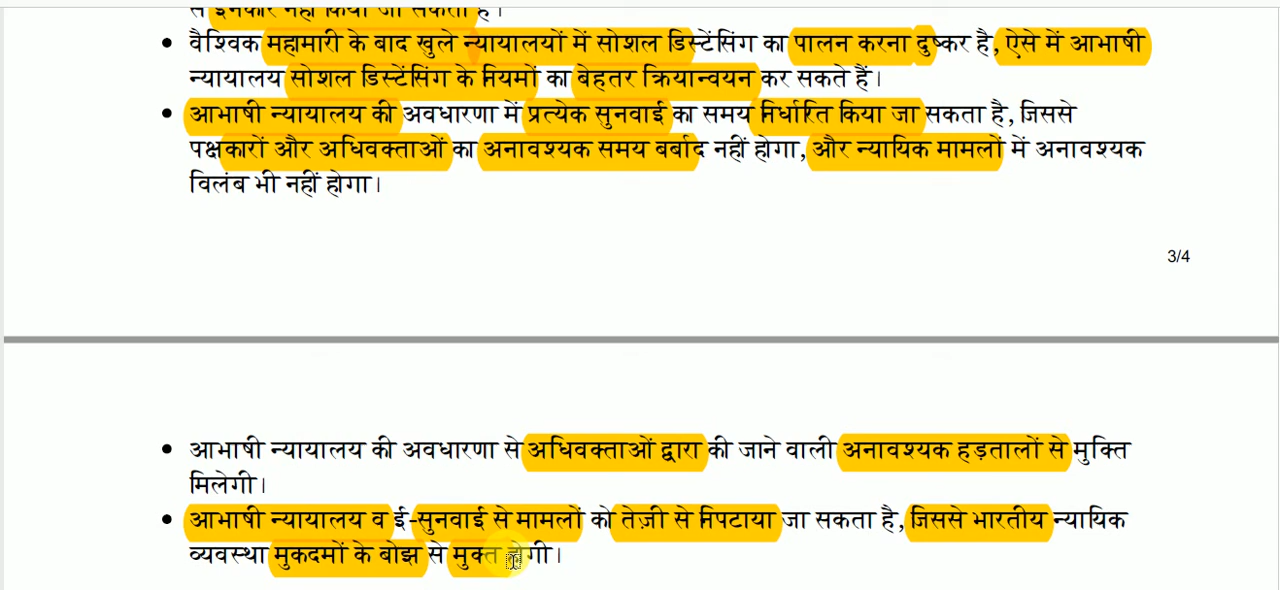 से इनकार नहीं किया जा सकता है।
• वैश्विक महामारी के बाद खुले न्यायालयों में सोशल डिस्टेंसिंग का पालन करना दुष्कर है, ऐसे में आभाषी
न्यायालय सोशल डिस्टेंसिंग के नियमों का बेहतर क्रियान्वयन कर सकते हैं।
• आभाषी न्यायालय की अवधारणा में प्रत्येक सुनवाई का समय निर्धारित किया जा सकता है, जिससे
पक्षकारों और अधिवक्ताओं का अनावश्यक समय बर्बाद नहीं होगा, और न्यायिक मामलों में अनावश्यक
विलंब भी नहीं होगा।
3/4
• आभाषी न्यायालय की अवधारणा से अधिवक्ताओं द्वारा की जाने वाली अनावश्यक हड़तालों से मुक्ति
मिलेगी।
• आभाषी न्यायालय व ई-सुनवाई से मामलों को तेज़ी से निपटाया जा सकता है, जिससे भारतीय न्यायिक
व्यवस्था मुकदमों के बोझ से मुक्त होगी।